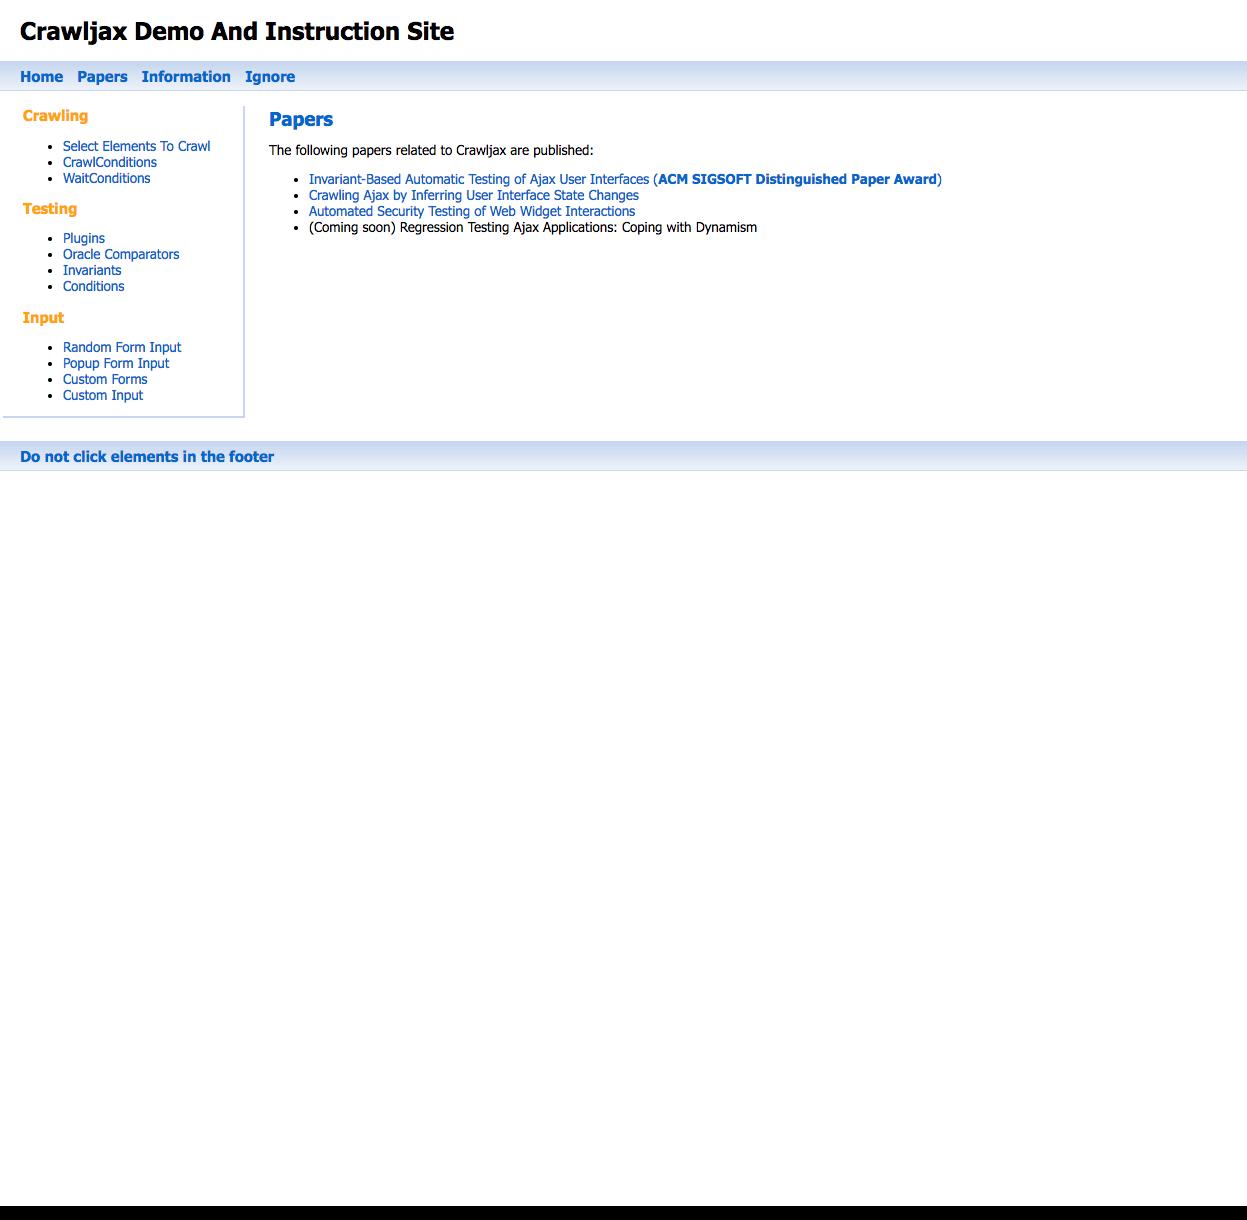 Crawljax Demo And Instruction Site
Home Papers Information Ignore
Crawling
Select Elements To Crawl
CrawlConditions
WaitConditions
Testing
Plugins
Oracle Comparators
Invariants
Conditions
Input
Random Form Input
Popup Form Input
Custom Forms
Custom Input
Papers
The following papers related to Crawljax are published:
Invariant-Based Automatic Testing of Ajax User Interfaces (ACM SIGSOFT Distinguished Paper Award)
Crawling Ajax by Inferring User Interface State Changes
Automated Security Testing of Web Widget Interactions
(Coming soon) Regression Testing Ajax Applications: Coping with Dynamism
Do not click elements in the footer